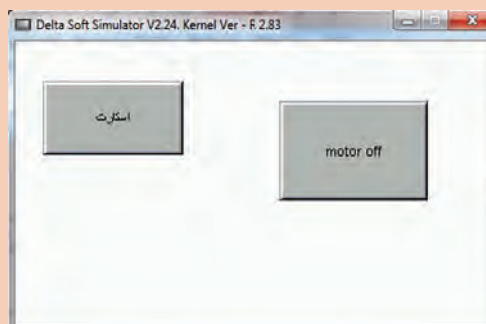 Delta Soft Simulator V2.24. Kernel Ver - R 2.83
استارت
motor off